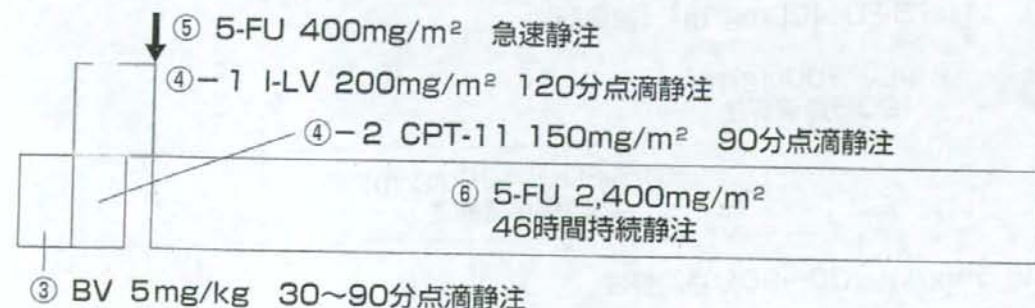 ⑤ 5-FU 400mg/m² 急速静注
④－1 l-LV 200mg/m² 120分点滴静注
④－2 CPT-11 150mg/m² 90分点滴静注
⑥ 5-FU 2,400mg/m²
46時間持続静注
③ BV 5mg/kg 30〜90分点滴静注